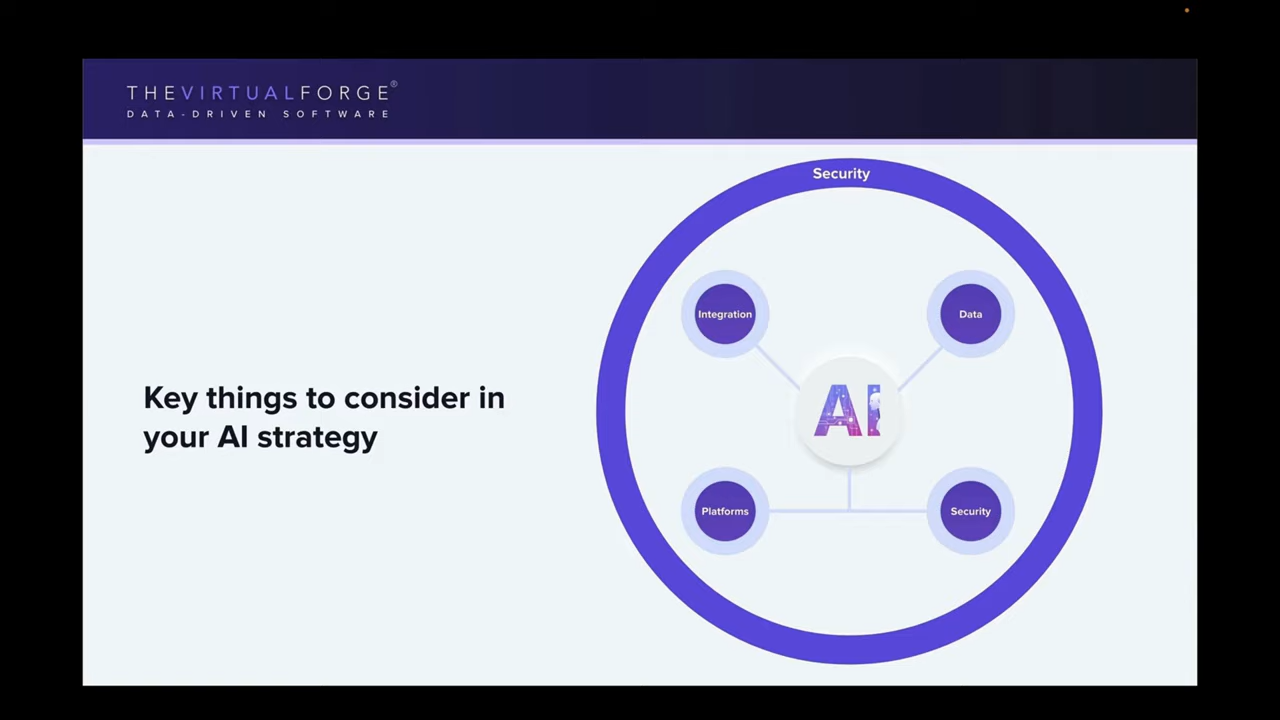 THEVIRTUALFORGE®
DATA-DRIVEN SOFTWARE
Security
Integration
Data
Key things to consider in
your AI strategy
AI
Platforms
Security